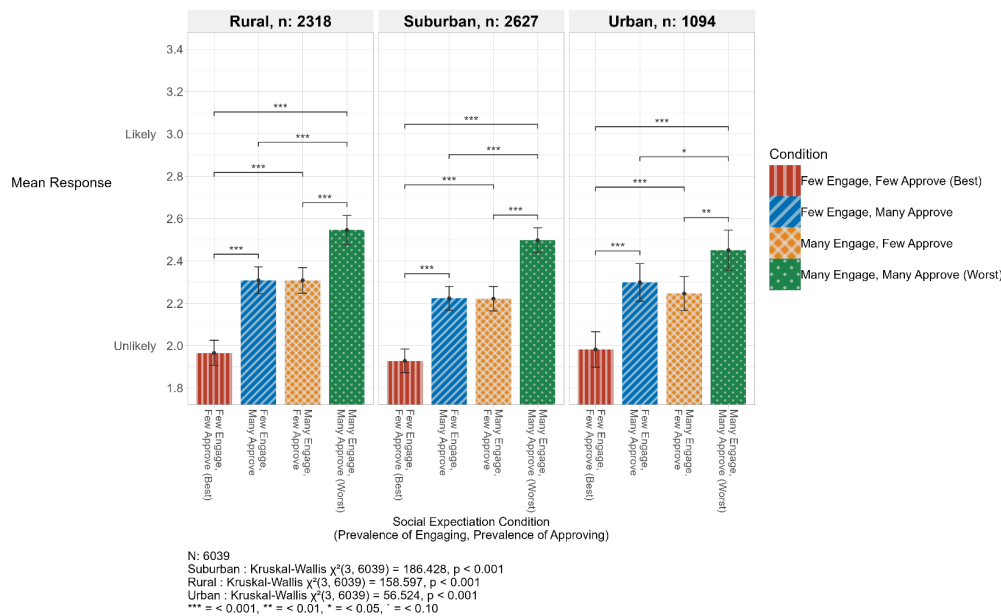 Rural, n: 2318
Suburban, n: 2627
Urban, n: 1094
Mean Response
3.4
3.2
Likely
3.0
2.8
2.6
2.4
2.2
Unlikely
2.0
1.8
***
***
***
***
***
***
***
***
***
***
***
*
***
**
***
Few Engage,
Few Approve (Best)
Few Engage,
Many Approve
Many Engage,
Few Approve
Many Engage,
Many Approve (Worst)
Few Engage,
Few Approve (Best)
Few Engage,
Many Approve
Many Engage,
Few Approve
Many Engage,
Many Approve (Worst)
Few Engage,
Few Approve (Best)
Few Engage,
Many Approve
Many Engage,
Few Approve
Many Engage,
Many Approve (Worst)
Social Expectiation Condition
(Prevalence of Engaging, Prevalence of Approving)
Condition
Few Engage, Few Approve (Best)
Few Engage, Many Approve
Many Engage, Few Approve
Many Engage, Many Approve (Worst)
N: 6039
Suburban : Kruskal-Wallis χ²(3, 6039) = 186.428, p < 0.001
Rural : Kruskal-Wallis χ²(3, 6039) = 158.597, p < 0.001
Urban : Kruskal-Wallis χ²(3, 6039) = 56.524, p < 0.001
*** = < 0.001, ** = < 0.01, * = < 0.05, ˙ = < 0.10